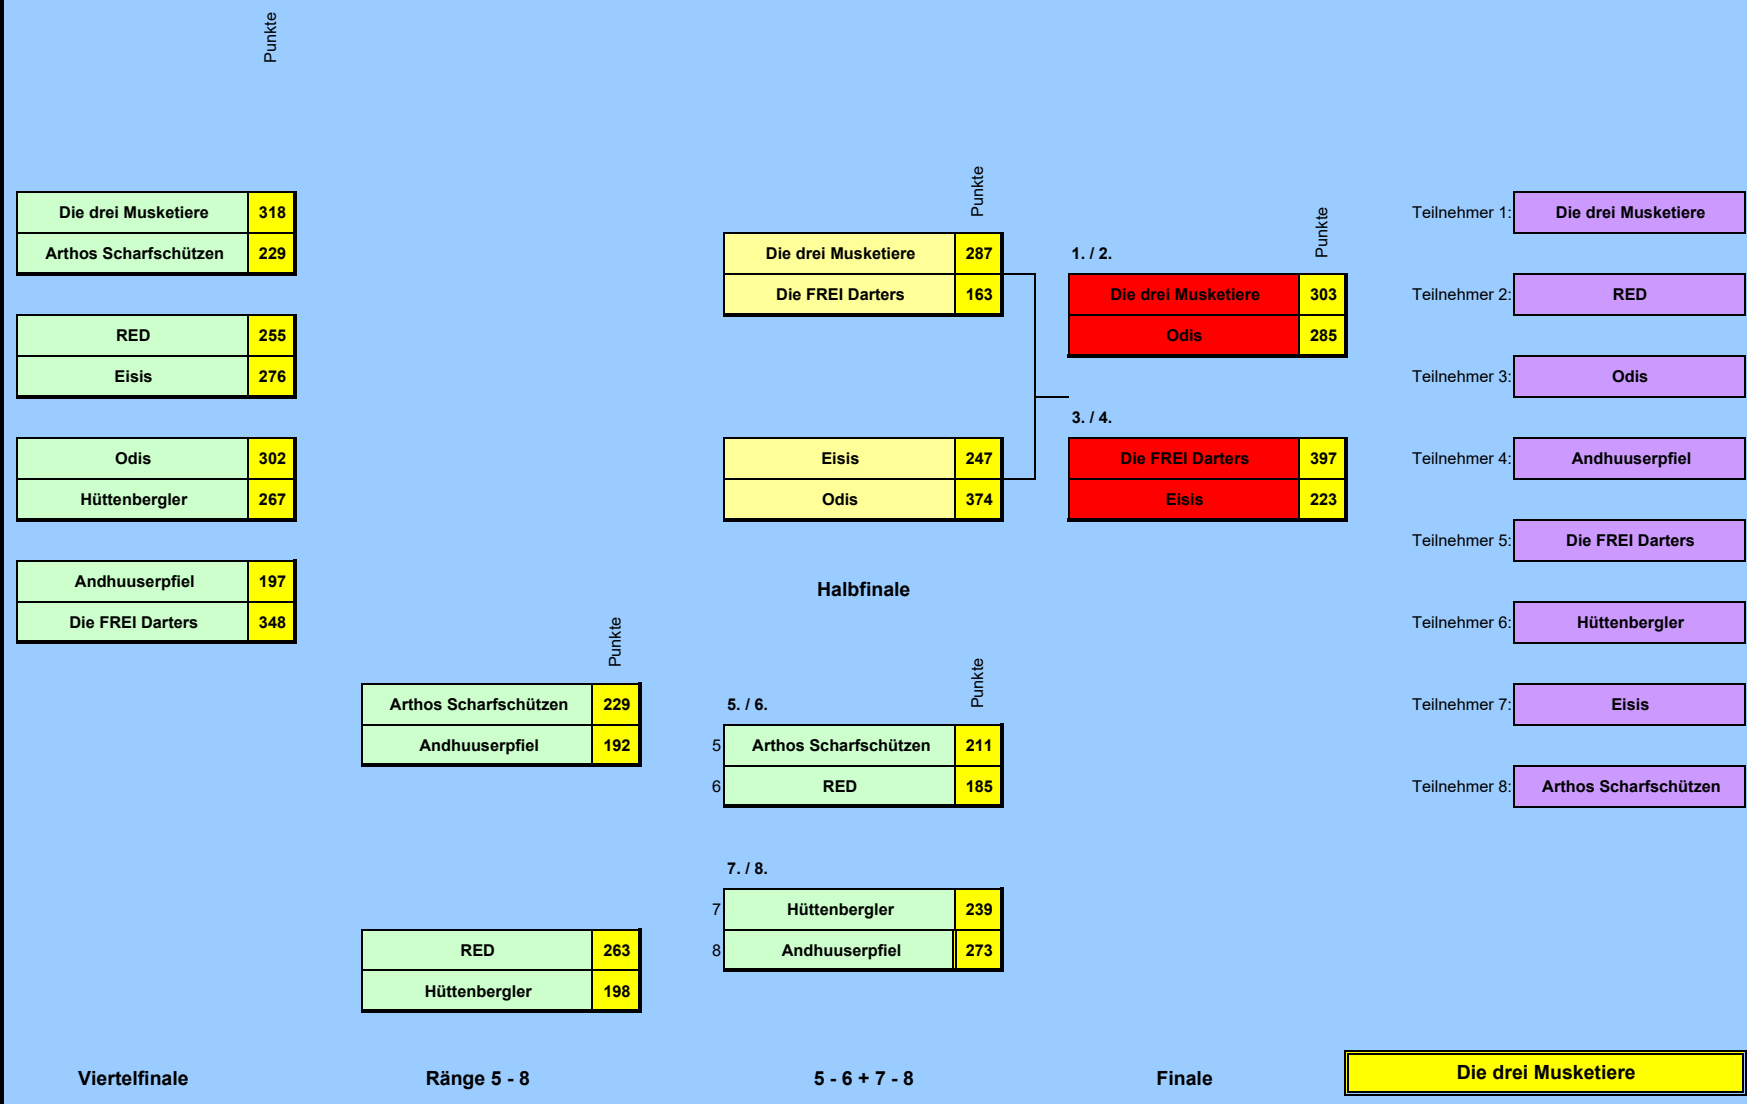 Punkte
Die drei Musketiere 318
Arthos Scharfschützen 229
RED 255
Eisis 276
Odis 302
Hüttenbergler 267
Andhuuserpfiel 197
Die FREI Darters 348
Viertelfinale
Punkte
Arthos Scharfschützen 229
Andhuuserpfiel 192
RED 263
Hüttenbergler 198
Ränge 5 - 8
Punkte
Die drei Musketiere 287
Die FREI Darters 163
Eisis 247
Odis 374
Halbfinale
Punkte
5. / 6.
5 Arthos Scharfschützen 211
6 RED 185
7. / 8.
7 Hüttenbergler 239
8 Andhuuserpfiel 273
5 - 6 + 7 - 8
Punkte
1. / 2.
Die drei Musketiere 303
Odis 285
3. / 4.
Die FREI Darters 397
Eisis 223
Finale
Teilnehmer 1: Die drei Musketiere
Teilnehmer 2: RED
Teilnehmer 3: Odis
Teilnehmer 4: Andhuuserpfiel
Teilnehmer 5: Die FREI Darters
Teilnehmer 6: Hüttenbergler
Teilnehmer 7: Eisis
Teilnehmer 8: Arthos Scharfschützen
Die drei Musketiere